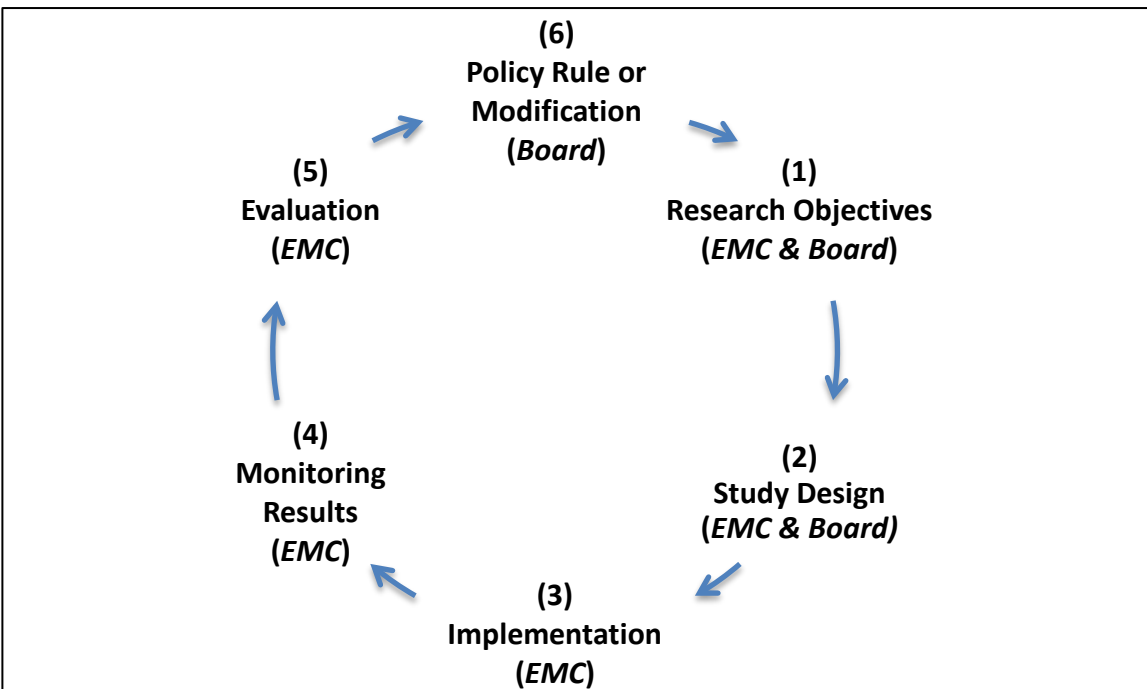 (6)
Policy Rule or
Modification
(Board)
(1)
Research Objectives
(EMC & Board)
(2)
Study Design
(EMC & Board)
(3)
Implementation
(EMC)
(4)
Monitoring
Results
(EMC)
(5)
Evaluation
(EMC)